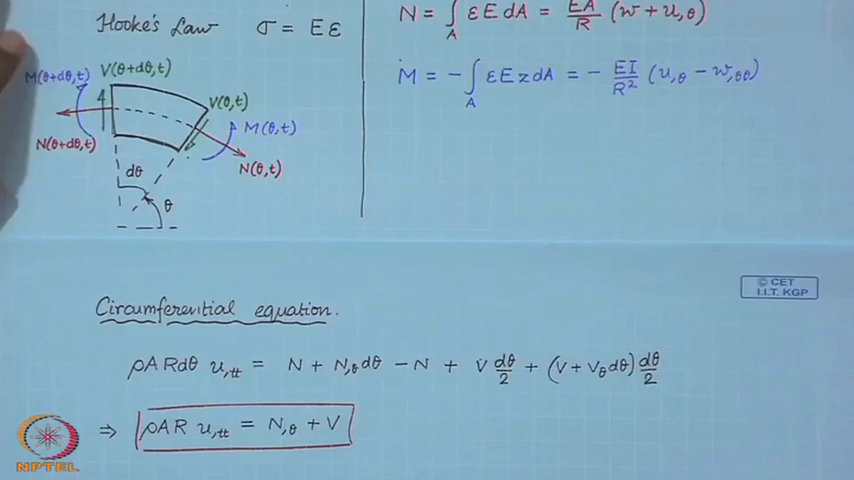 Hooke's Law σ = Eε
N = ∫_A εE dA = EA/R (w + u,θ)
M(θ+dθ,t) V(θ+dθ,t)
V(θ,t)
M(θ,t)
N(θ+dθ,t)
N(θ,t)
dθ
θ
M = − ∫_A εE z dA = − EI/R² (u,θ − w,θθ)
© CET
I.I.T. KGP
Circumferential equation.
ρARdθ u,tt = N + N,θ dθ − N + V dθ/2 + (V + V,θ dθ) dθ/2
⇒ ρAR u,tt = N,θ + V
NPTEL